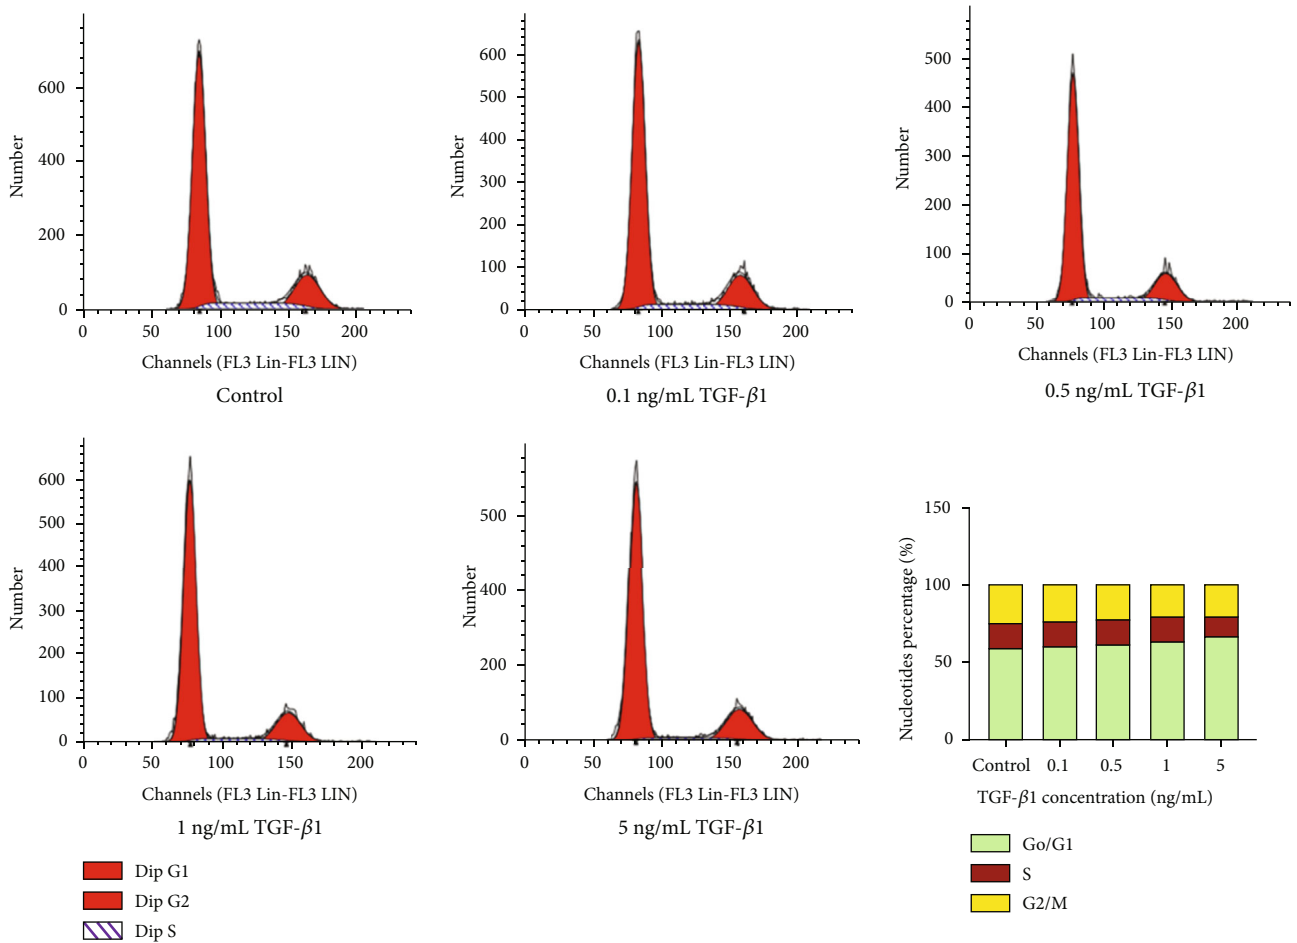 Number
600
400
200
0
0 50 100 150 200
Channels (FL3 Lin-FL3 LIN)
Control
Number
600
500
400
300
200
100
0
0 50 100 150 200
Channels (FL3 Lin-FL3 LIN)
0.1 ng/mL TGF-β1
Number
500
400
300
200
100
0
0 50 100 150 200
Channels (FL3 Lin-FL3 LIN)
0.5 ng/mL TGF-β1
Number
600
500
400
300
200
100
0
0 50 100 150 200
Channels (FL3 Lin-FL3 LIN)
1 ng/mL TGF-β1
Dip G1
Dip G2
Dip S
Number
500
400
200
0
0 50 100 150 200
Channels (FL3 Lin-FL3 LIN)
5 ng/mL TGF-β1
Nucleotides percentage (%)
150
100
50
0
Control 0.1 0.5 1 5
TGF-β1 concentration (ng/mL)
Go/G1
S
G2/M